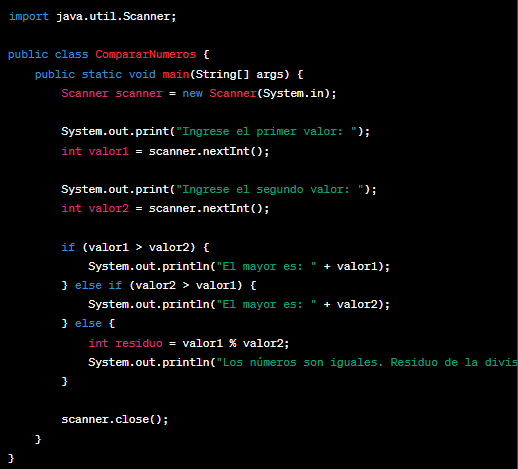 import java.util.Scanner;
public class CompararNumeros {
public static void main(String[] args) {
Scanner scanner = new Scanner(System.in);
System.out.print("Ingrese el primer valor: ");
int valor1 = scanner.nextInt();
System.out.print("Ingrese el segundo valor: ");
int valor2 = scanner.nextInt();
if (valor1 > valor2) {
System.out.println("El mayor es: " + valor1);
} else if (valor2 > valor1) {
System.out.println("El mayor es: " + valor2);
} else {
int residuo = valor1 % valor2;
System.out.println("Los números son iguales. Residuo de la divis
}
scanner.close();
}
}